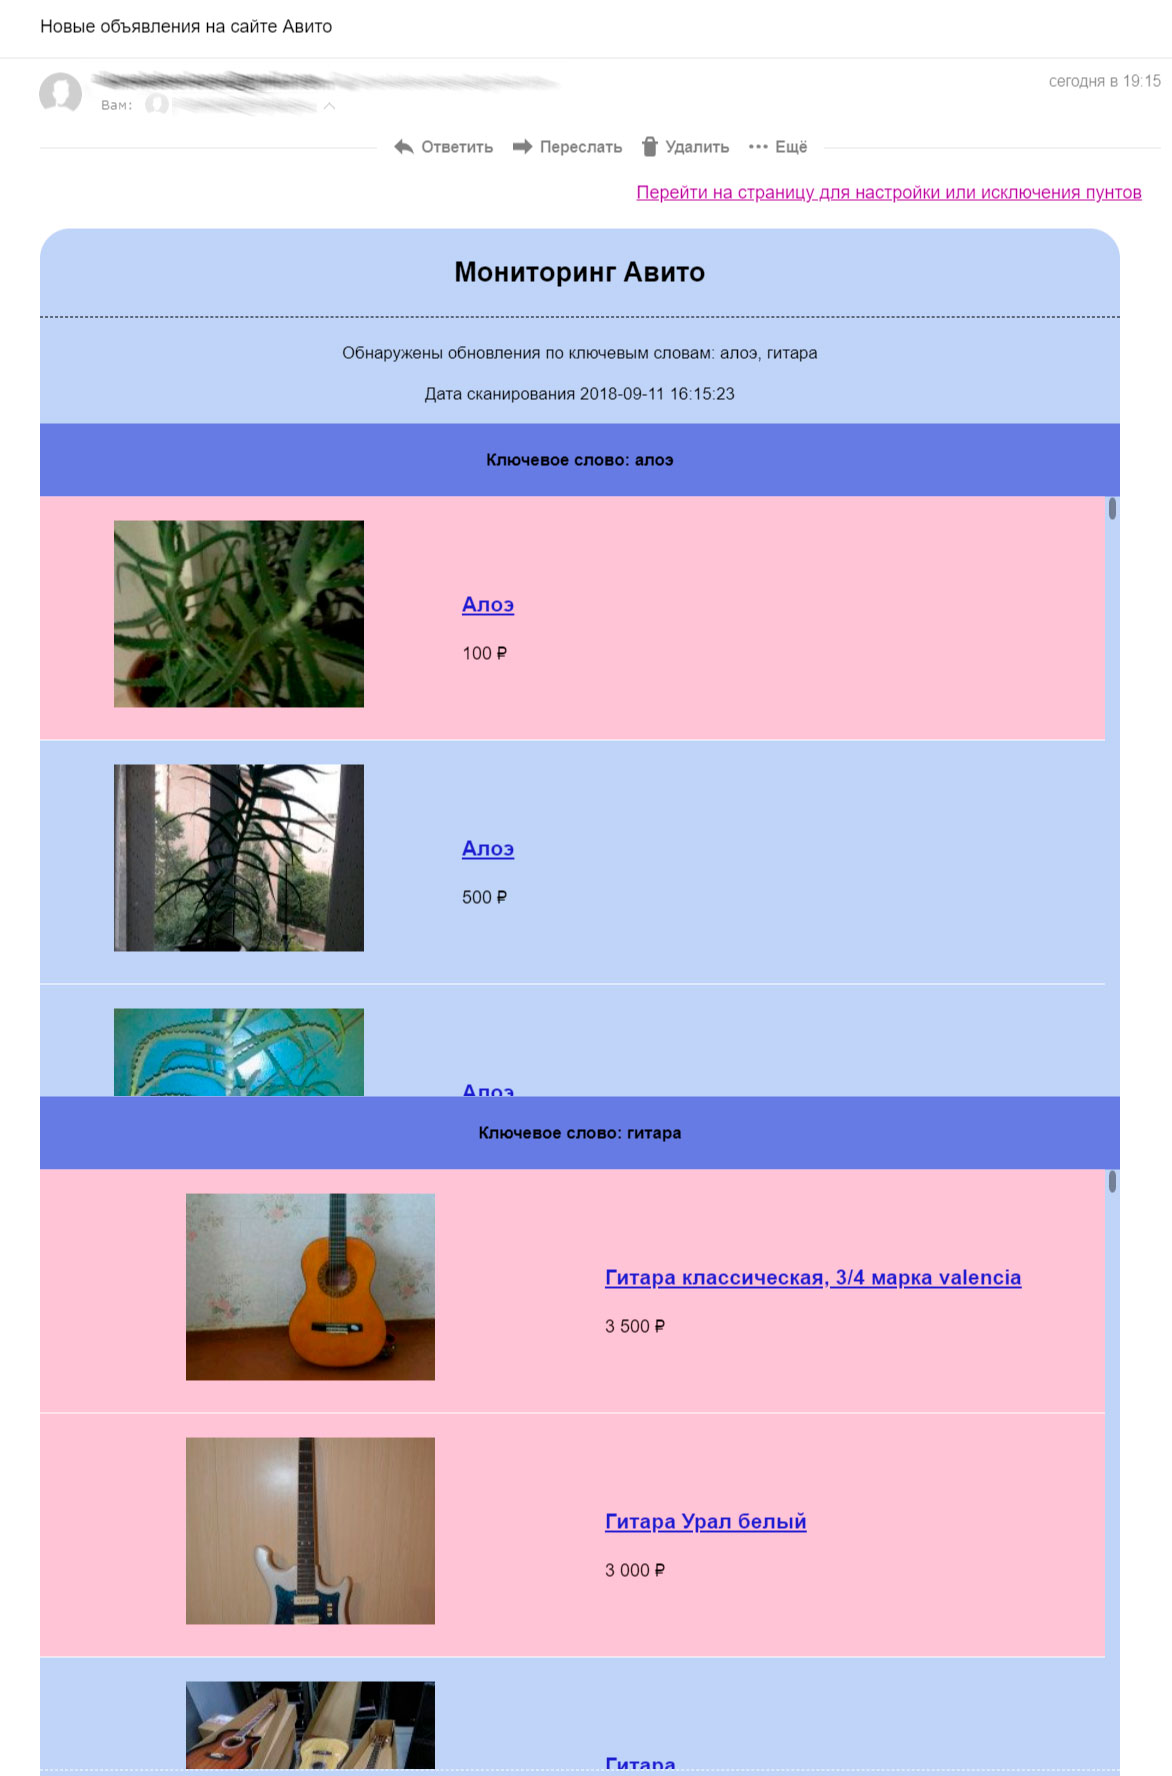 Новые объявления на сайте Авито
сегодня в 19:15
Вам:
Ответить Переслать Удалить Ещё
Перейти на страницу для настройки или исключения пунтов
Мониторинг Авито
Обнаружены обновления по ключевым словам: алоэ, гитара
Дата сканирования 2018-09-11 16:15:23
Ключевое слово: алоэ
Алоэ
100 ₽
Алоэ
500 ₽
Алоэ
Ключевое слово: гитара
Гитара классическая, 3/4 марка valencia
3 500 ₽
Гитара Урал белый
3 000 ₽
Гитара